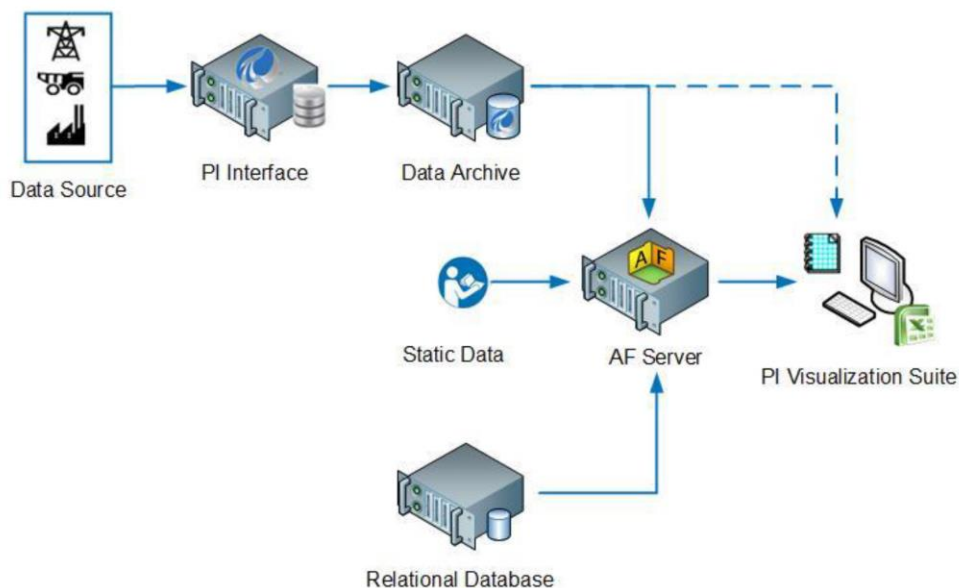 Data Source
PI Interface
Data Archive
Static Data
A F
AF Server
PI Visualization Suite
X
Relational Database